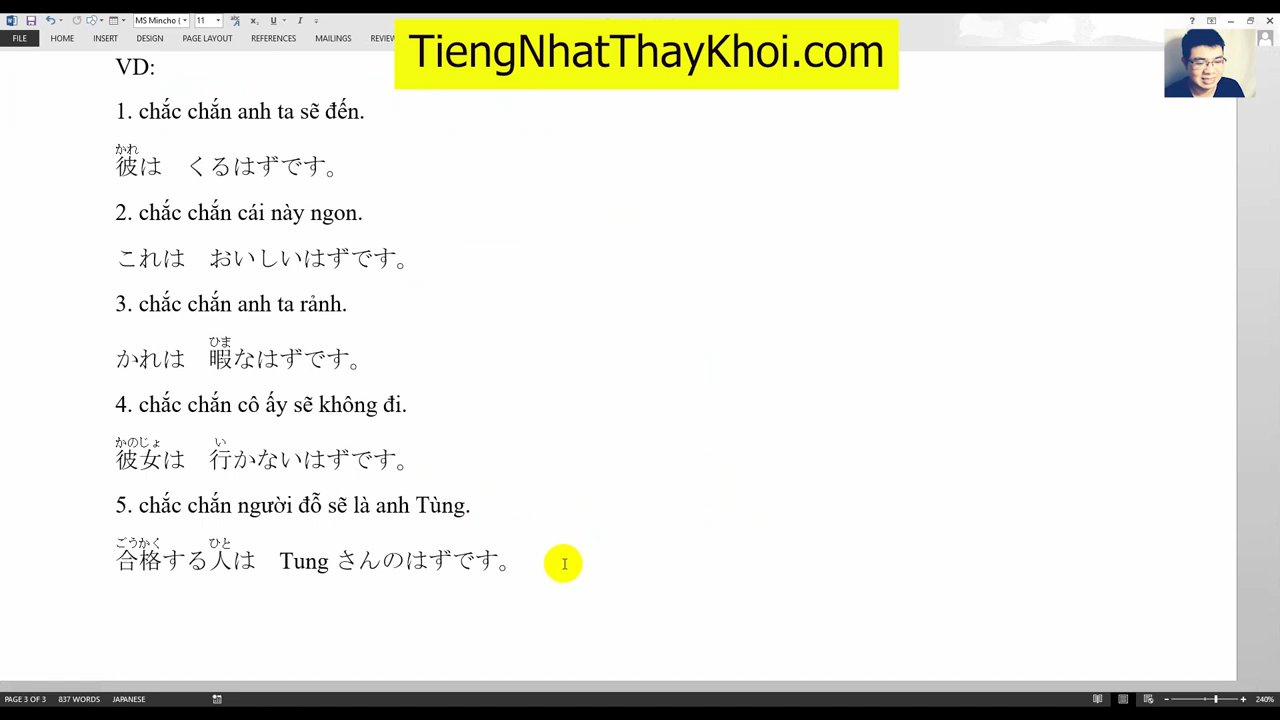 MS Mincho ( 11
FILE HOME INSERT DESIGN PAGE LAYOUT REFERENCES MAILINGS
TiengNhatThayKhoi.com
VD:
1. chắc chắn anh ta sẽ đến.
かれ
彼は　くるはずです。
2. chắc chắn cái này ngon.
これは　おいしいはずです。
3. chắc chắn anh ta rảnh.
ひま
かれは　暇なはずです。
4. chắc chắn cô ấy sẽ không đi.
かのじょ い
彼女は　行かないはずです。
5. chắc chắn người đỗ sẽ là anh Tùng.
ごうかく ひと
合格する人は　Tung さんのはずです。
PAGE 3 OF 3 837 WORDS JAPANESE 240%